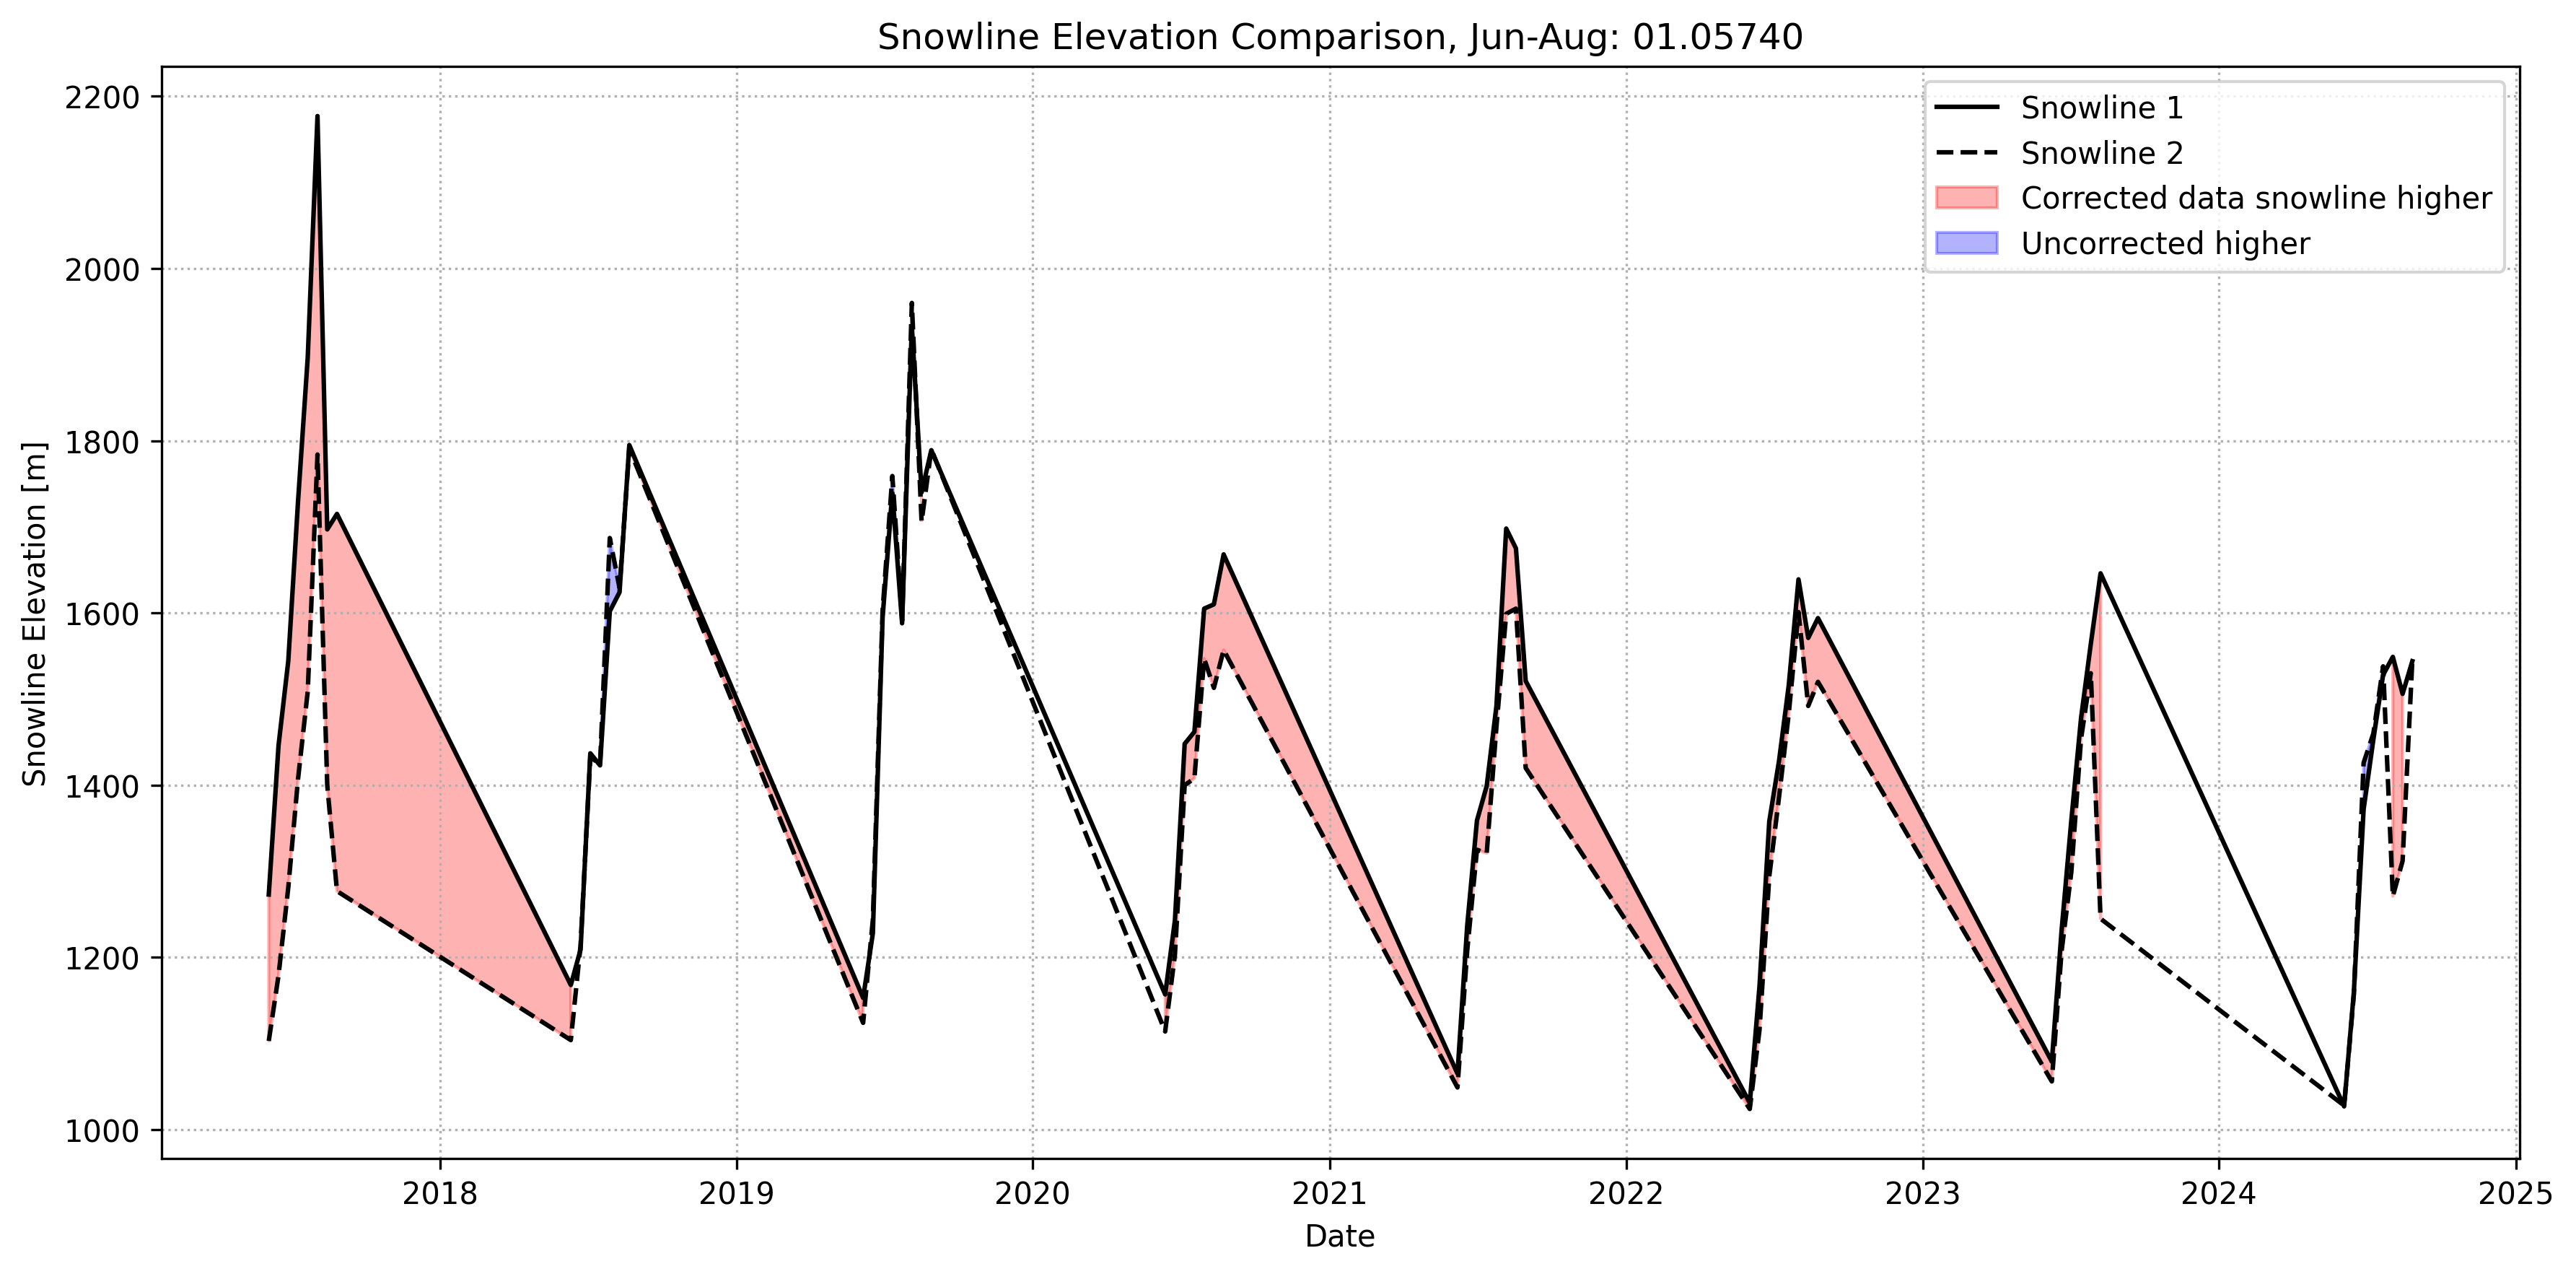 Snowline Elevation Comparison, Jun-Aug: 01.05740
Snowline 1
Snowline 2
Corrected data snowline higher
Uncorrected higher
Snowline Elevation [m]
2200
2000
1800
1600
1400
1200
1000
2018 2019 2020 2021 2022 2023 2024 2025
Date